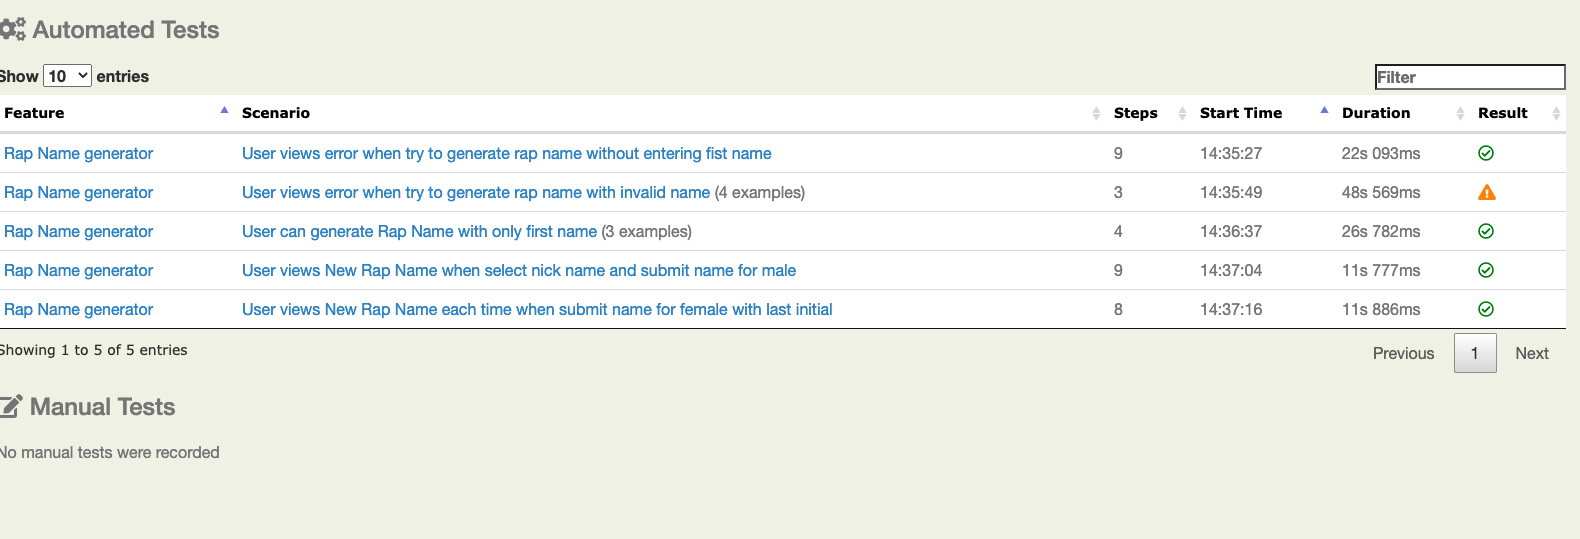 Automated Tests
Show 10 entries
Filter
Feature Scenario Steps Start Time Duration Result
Rap Name generator User views error when try to generate rap name without entering fist name 9 14:35:27 22s 093ms
Rap Name generator User views error when try to generate rap name with invalid name (4 examples) 3 14:35:49 48s 569ms
Rap Name generator User can generate Rap Name with only first name (3 examples) 4 14:36:37 26s 782ms
Rap Name generator User views New Rap Name when select nick name and submit name for male 9 14:37:04 11s 777ms
Rap Name generator User views New Rap Name each time when submit name for female with last initial 8 14:37:16 11s 886ms
Showing 1 to 5 of 5 entries
Previous 1 Next
Manual Tests
No manual tests were recorded